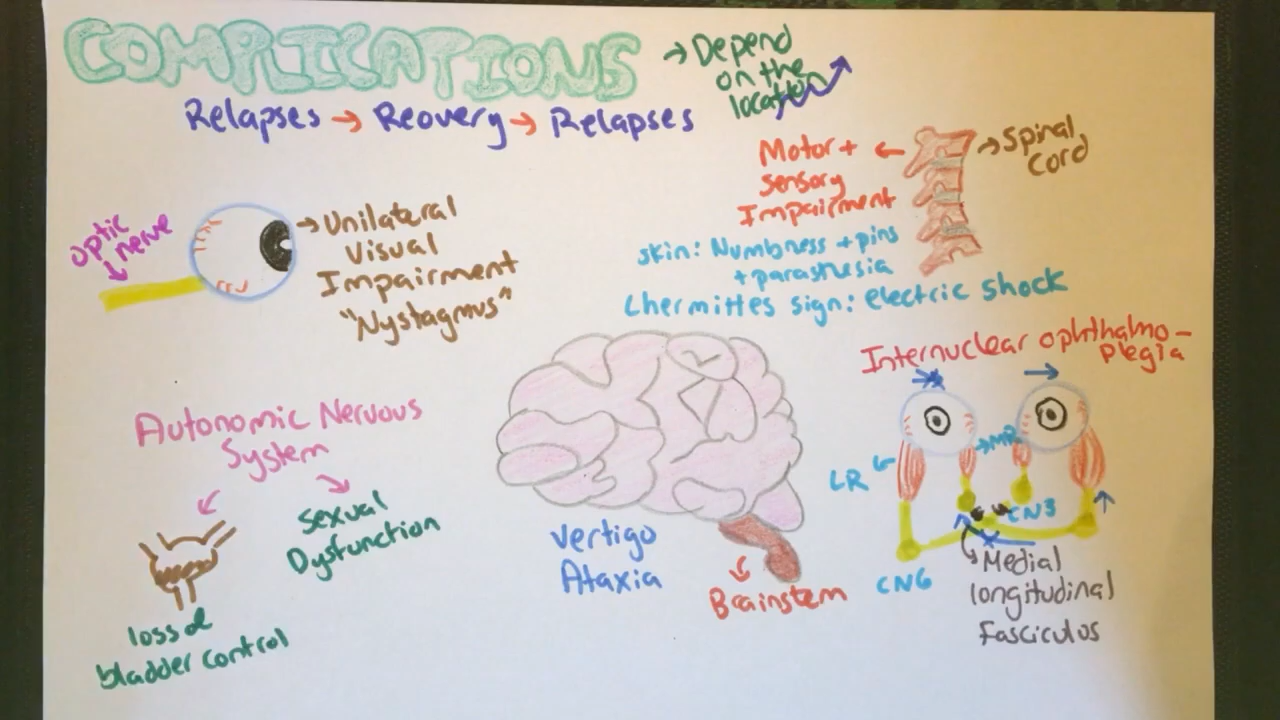 COMPLICATIONS
→ Depend
on the
location
Relapses → Reovery → Relapses
optic
nerve
→ Unilateral
Visual
Impairment
"Nystagmus"
Motor +
sensory
Impairment
→ Spinal
Cord
skin: Numbness + pins
+ parasthesia
Lhermittes sign: electric shock
Internuclear ophthalmo-
plegia
LR
→ MR
CN3
CN6
Medial
longitudinal
Fasciculus
Autonomic Nervous
System
sexual
Dysfunction
loss of
bladder control
vertigo
Ataxia
Brainstem